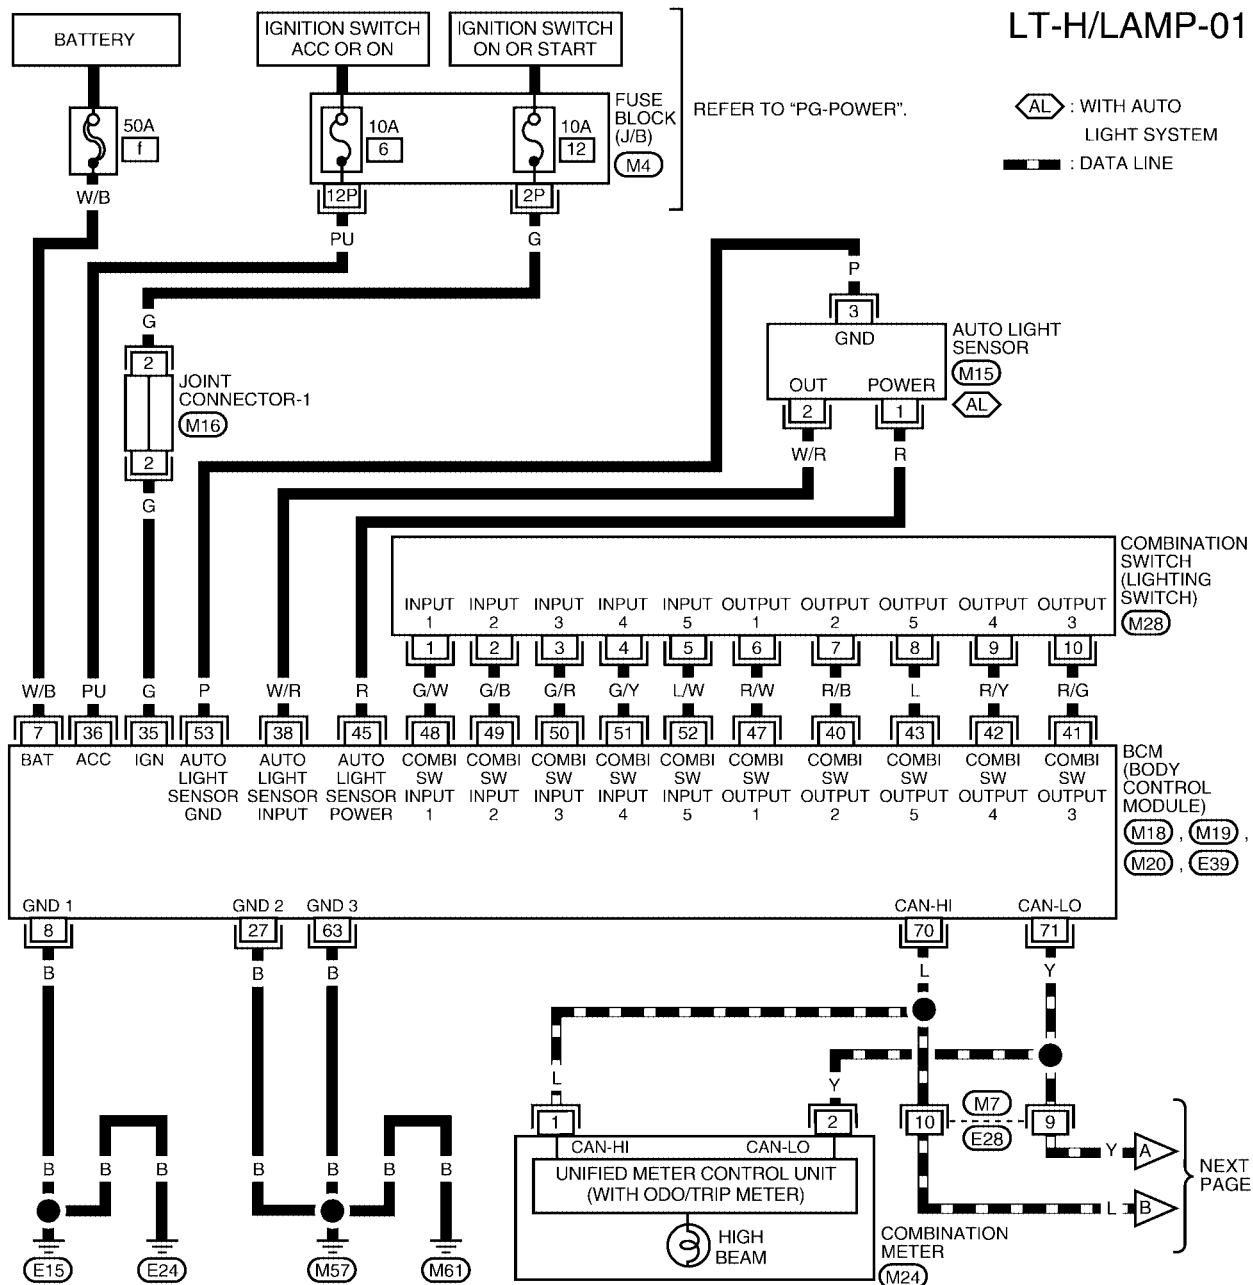 LT-H/LAMP-01
BATTERY
IGNITION SWITCH
ACC OR ON
IGNITION SWITCH
ON OR START
50A
f
10A
6
10A
12
FUSE
BLOCK
(J/B)
M4
REFER TO “PG-POWER”.
AL : WITH AUTO
LIGHT SYSTEM
: DATA LINE
W/B
12P
2P
PU
G
P
G
3
GND
AUTO LIGHT
SENSOR
M15
AL
OUT
POWER
2
1
W/R
R
2
JOINT
CONNECTOR-1
M16
2
G
COMBINATION
SWITCH
(LIGHTING
SWITCH)
M28
INPUT INPUT INPUT INPUT INPUT OUTPUT OUTPUT OUTPUT OUTPUT OUTPUT
1 2 3 4 5 1 2 5 4 3
1 2 3 4 5 6 7 8 9 10
W/B PU G P W/R R G/W G/B G/R G/Y L/W R/W R/B L R/Y R/G
7 36 35 53 38 45 48 49 50 51 52 47 40 43 42 41
BAT ACC IGN AUTO AUTO AUTO COMBI COMBI COMBI COMBI COMBI COMBI COMBI COMBI COMBI COMBI
LIGHT LIGHT LIGHT SW SW SW SW SW SW SW SW SW SW
SENSOR SENSOR SENSOR INPUT INPUT INPUT INPUT INPUT OUTPUT OUTPUT OUTPUT OUTPUT OUTPUT
GND INPUT POWER 1 2 3 4 5 1 2 5 4 3
BCM
(BODY
CONTROL
MODULE)
M18 , M19 ,
M20 , E39
GND 1 GND 2 GND 3 CAN-HI CAN-LO
8 27 63 70 71
B B B L Y
L
Y
1 2 10 M7 9
E28
CAN-HI CAN-LO
UNIFIED METER CONTROL UNIT
(WITH ODO/TRIP METER)
HIGH
BEAM
COMBINATION
METER
M24
Y A
L B
NEXT
PAGE
B B B B B B B
E15 E24 M57 M61